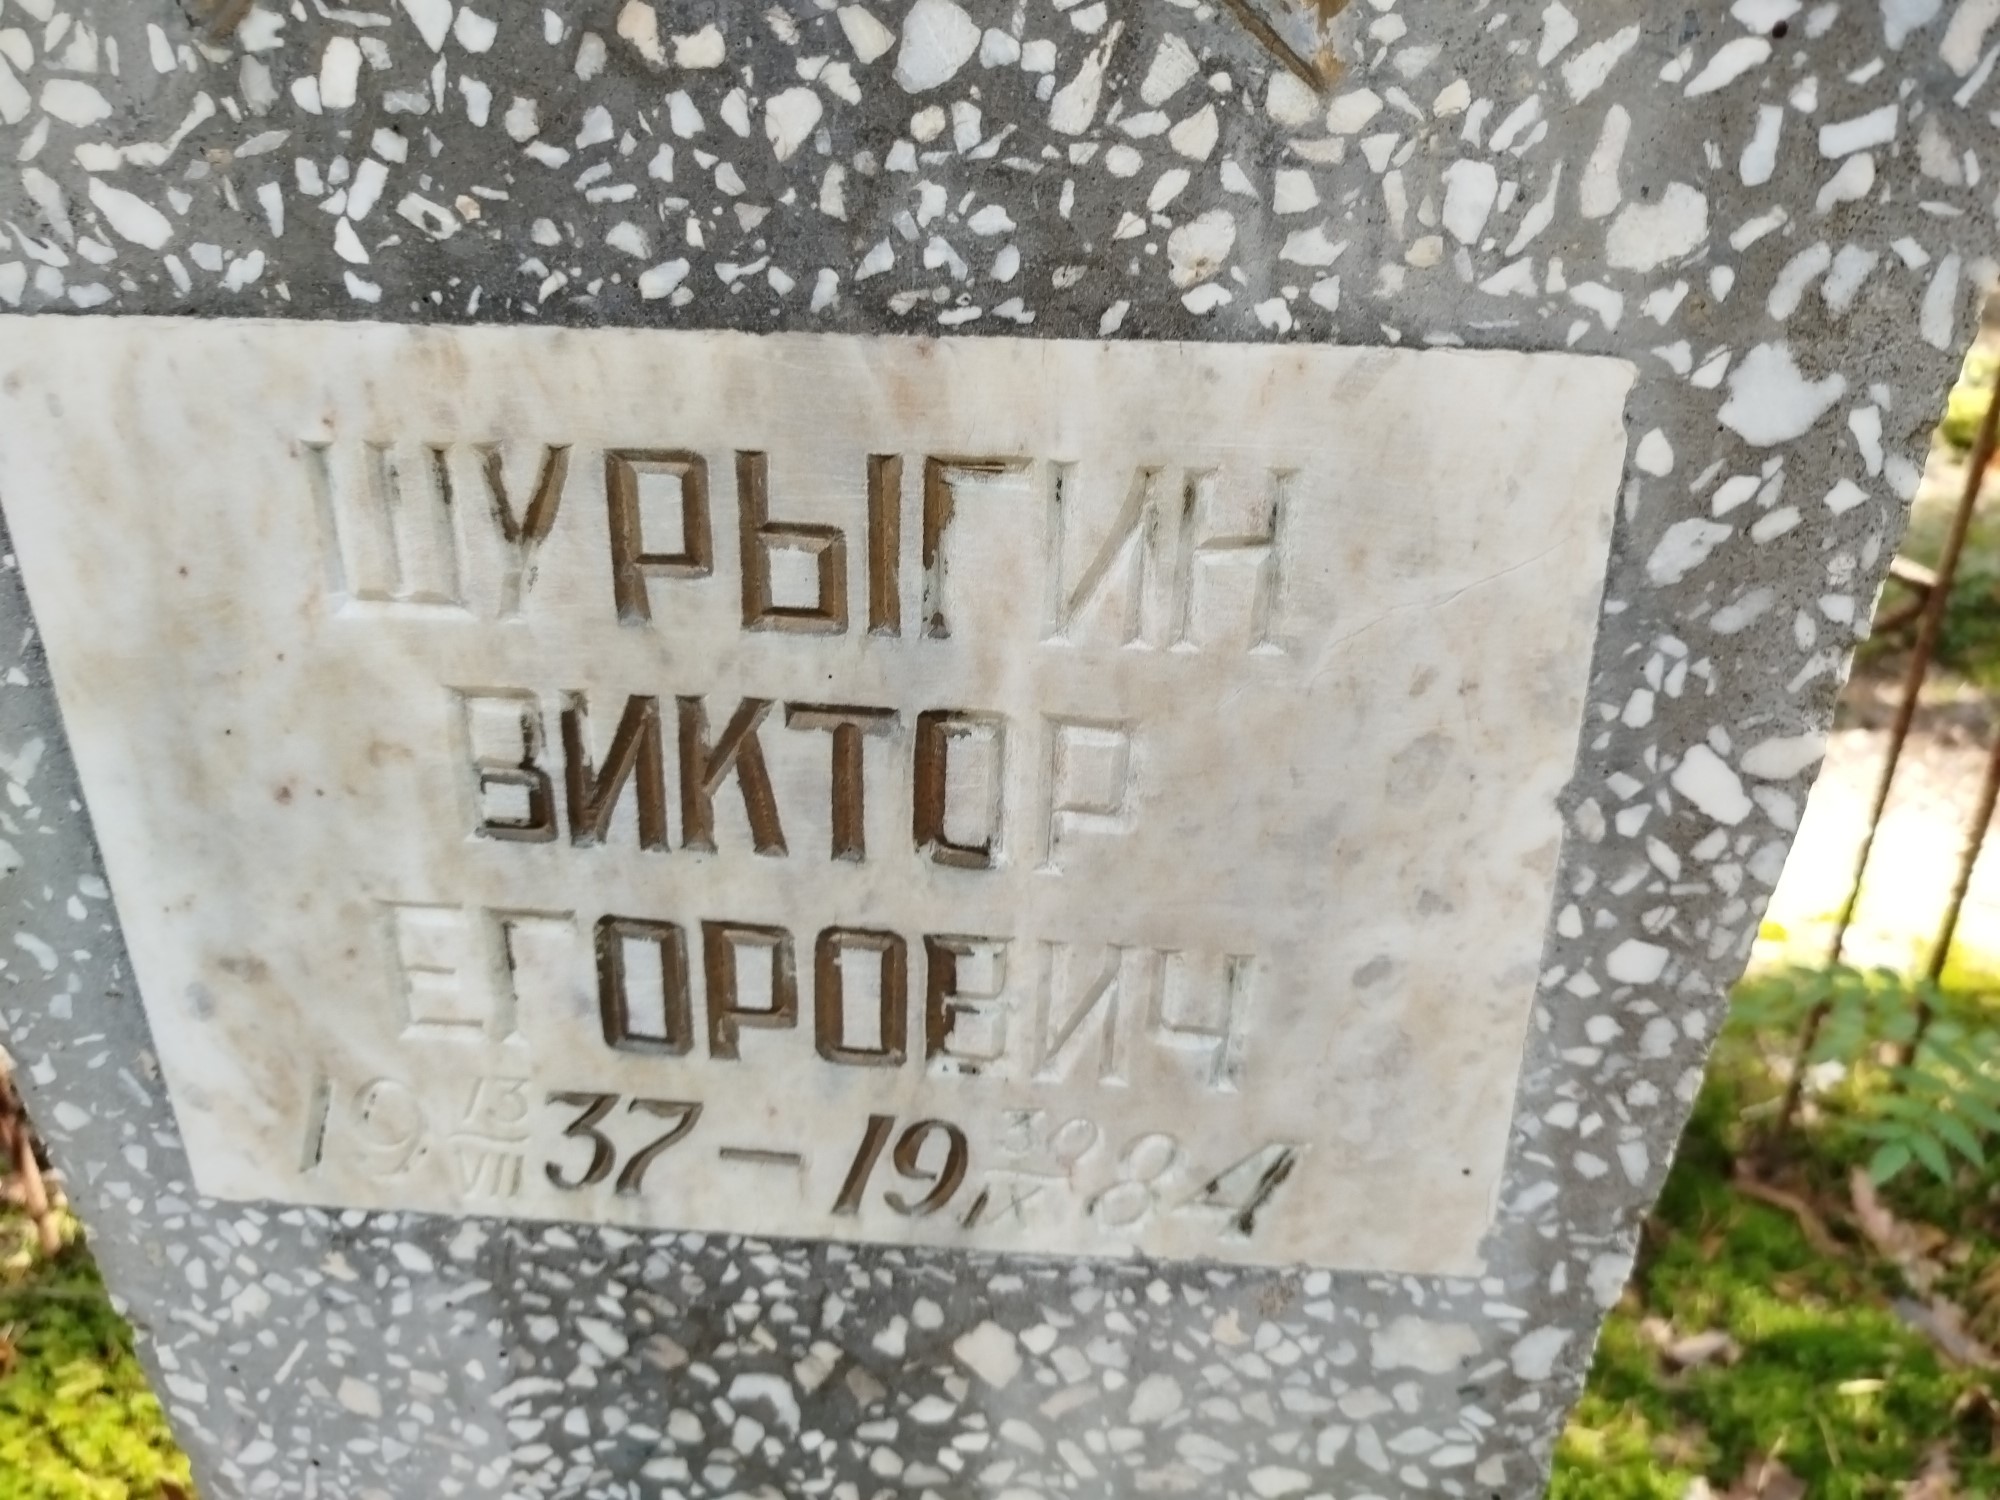 ШУРЫГИН
ВИКТОР
ЕГОРОВИЧ
19 13/VII 37 — 19 30/IX 84